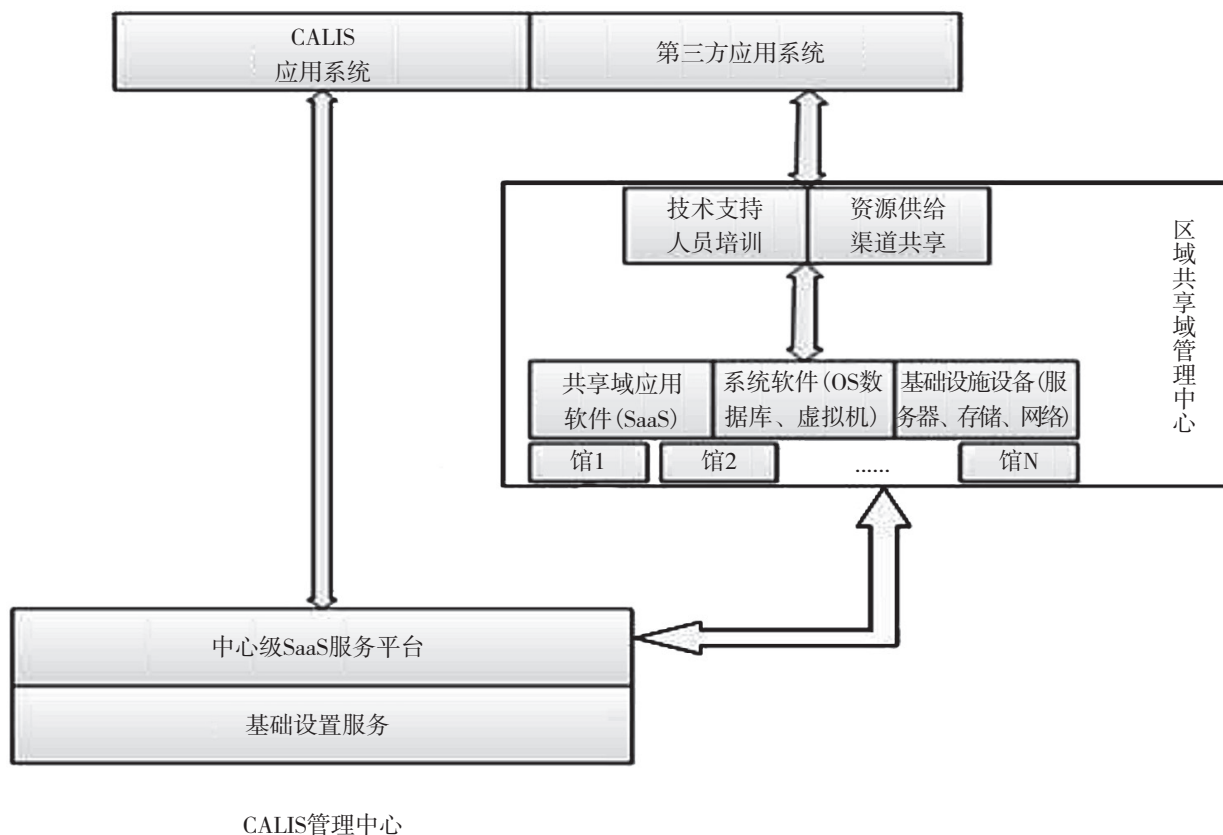 CALIS
应用系统
第三方应用系统
技术支持
人员培训
资源供给
渠道共享
区域共享域管理中心
共享域应用
软件(SaaS)
系统软件(OS数
据库、虚拟机)
基础设施设备(服
务器、存储、网络)
馆1
馆2
......
馆N
中心级SaaS服务平台
基础设置服务
CALIS管理中心